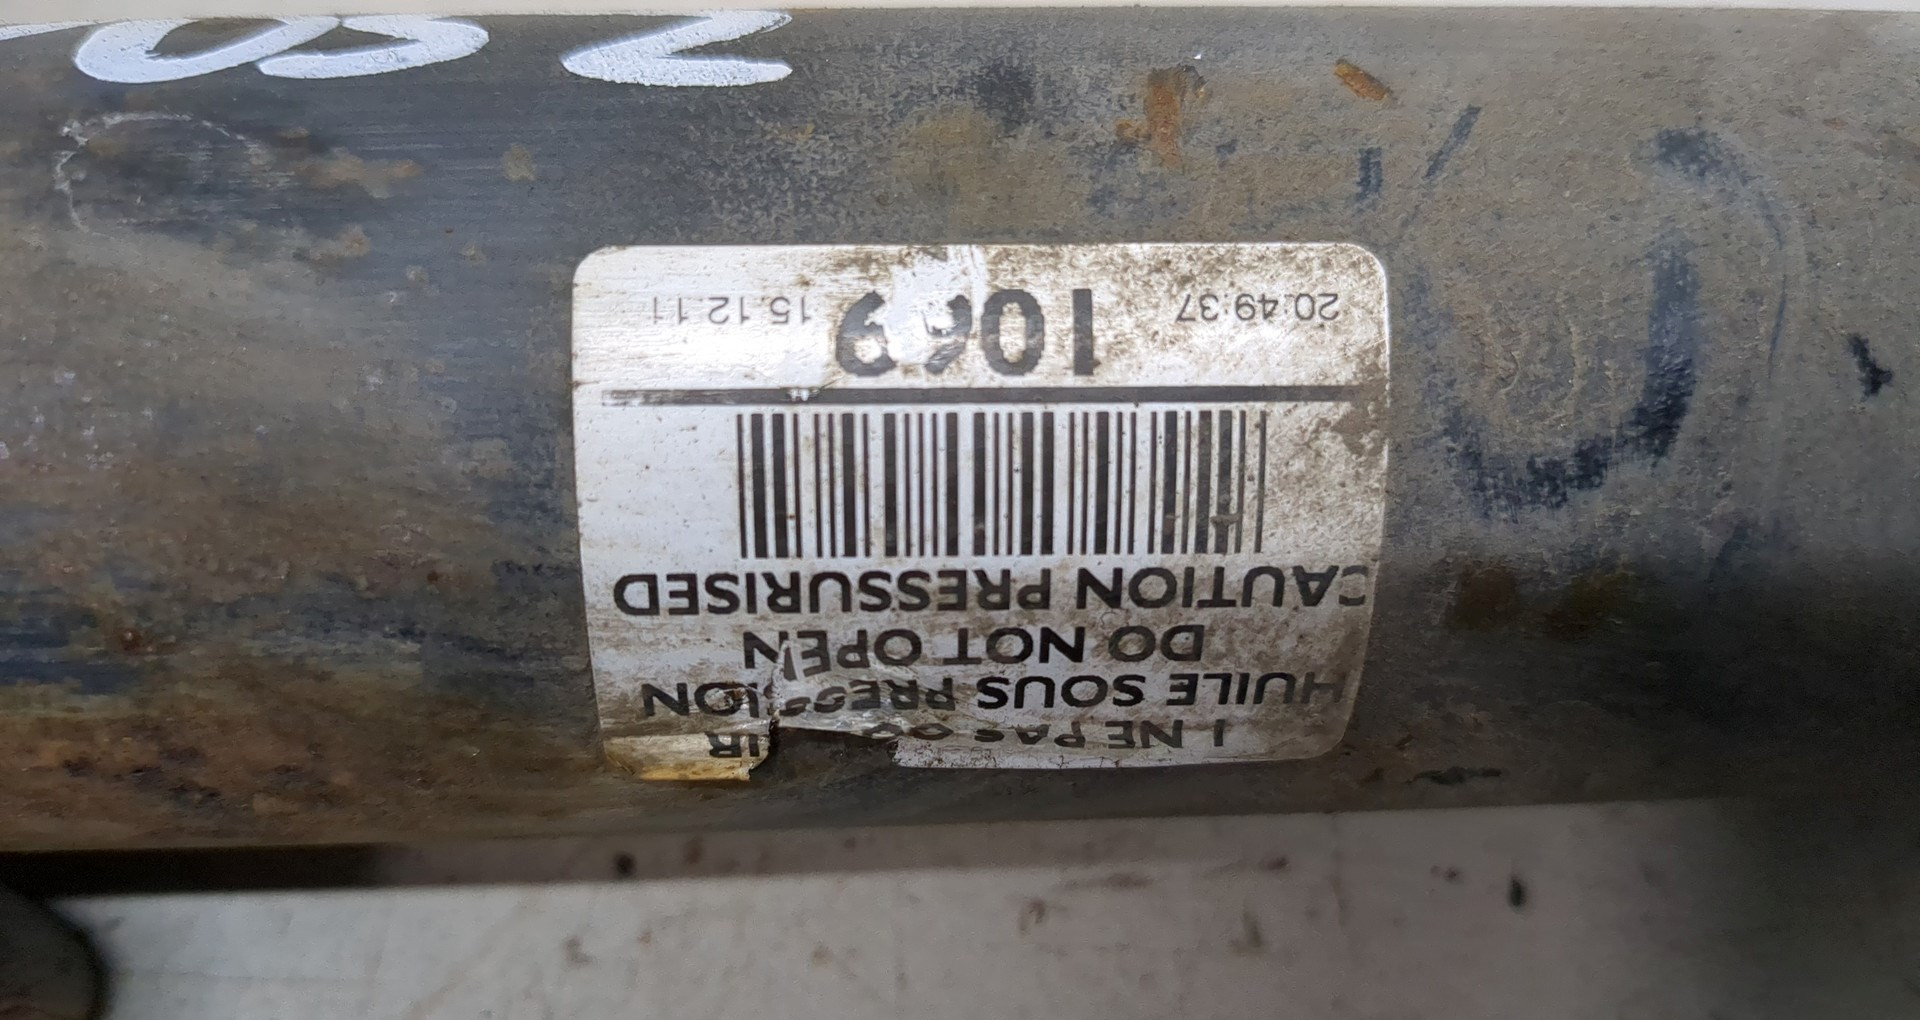 ! NE PAS
HUILE SOUS PRESSION
DO NOT OPEN
CAUTION PRESSURISED
20:49:37 1069 15.12.11